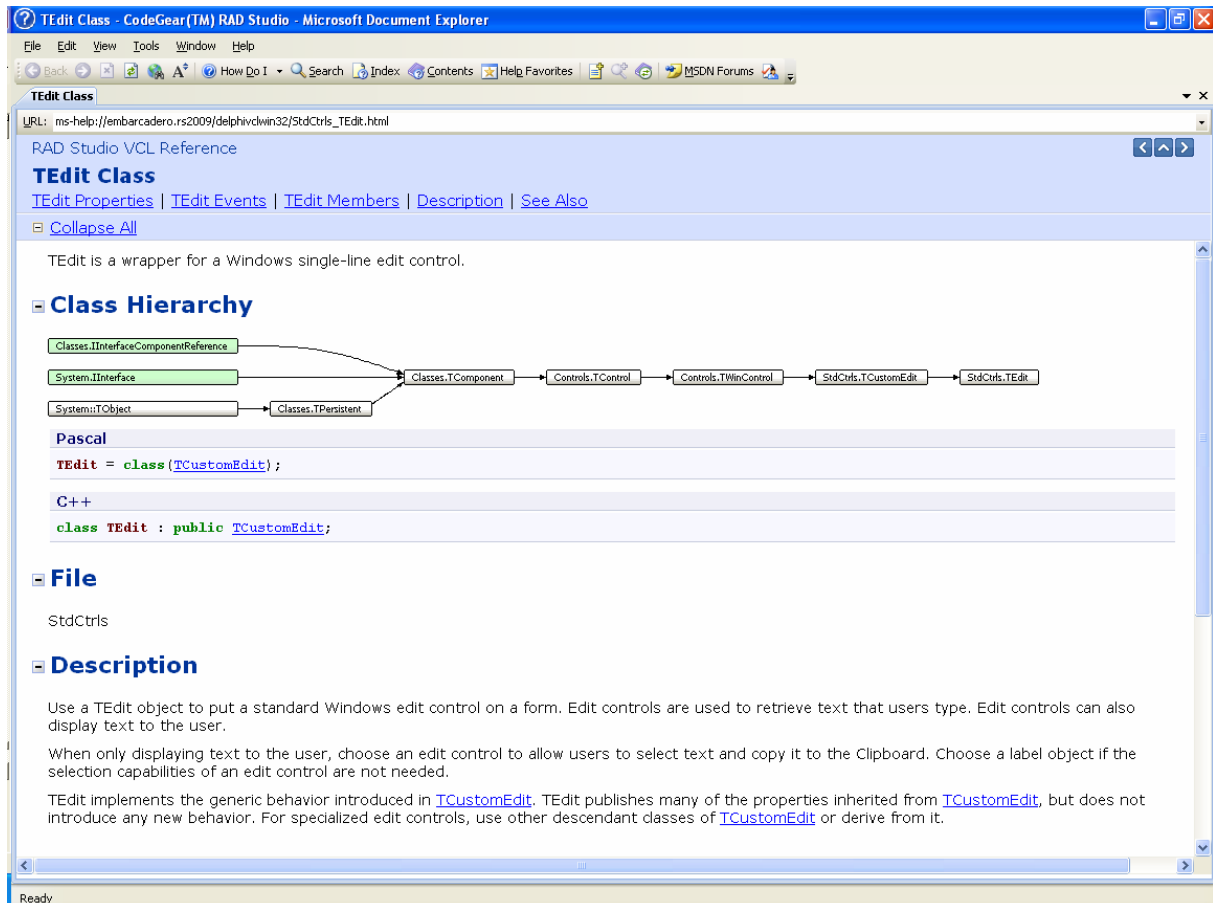 TEdit Class - CodeGear(TM) RAD Studio - Microsoft Document Explorer
File Edit View Tools Window Help
Back How Do I Search Index Contents Help Favorites MSDN Forums
TEdit Class
URL: ms-help://embarcadero.rs2009/delphivclwin32/StdCtrls_TEdit.html
RAD Studio VCL Reference
TEdit Class
TEdit Properties | TEdit Events | TEdit Members | Description | See Also
Collapse All
TEdit is a wrapper for a Windows single-line edit control.
Class Hierarchy
Classes.IInterfaceComponentReference
System.IInterface Classes.TComponent Controls.TControl Controls.TWinControl StdCtrls.TCustomEdit StdCtrls.TEdit
System::TObject Classes.TPersistent
Pascal
TEdit = class(TCustomEdit);
C++
class TEdit : public TCustomEdit;
File
StdCtrls
Description
Use a TEdit object to put a standard Windows edit control on a form. Edit controls are used to retrieve text that users type. Edit controls can also
display text to the user.
When only displaying text to the user, choose an edit control to allow users to select text and copy it to the Clipboard. Choose a label object if the
selection capabilities of an edit control are not needed.
TEdit implements the generic behavior introduced in TCustomEdit. TEdit publishes many of the properties inherited from TCustomEdit, but does not
introduce any new behavior. For specialized edit controls, use other descendant classes of TCustomEdit or derive from it.
Ready